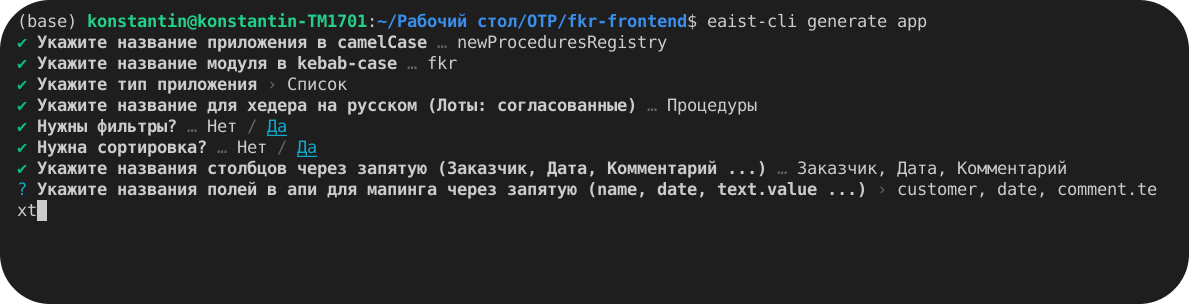 (base) konstantin@konstantin-TM1701:~/Рабочий стол/OTP/fkr-frontend$ eaist-cli generate app
✔ Укажите название приложения в camelCase … newProceduresRegistry
✔ Укажите название модуля в kebab-case … fkr
✔ Укажите тип приложения › Список
✔ Укажите название для хедера на русском (Лоты: согласованные) … Процедуры
✔ Нужны фильтры? … Нет / Да
✔ Нужна сортировка? … Нет / Да
✔ Укажите названия столбцов через запятую (Заказчик, Дата, Комментарий ...) … Заказчик, Дата, Комментарий
? Укажите названия полей в апи для мапинга через запятую (name, date, text.value ...) › customer, date, comment.te
xt